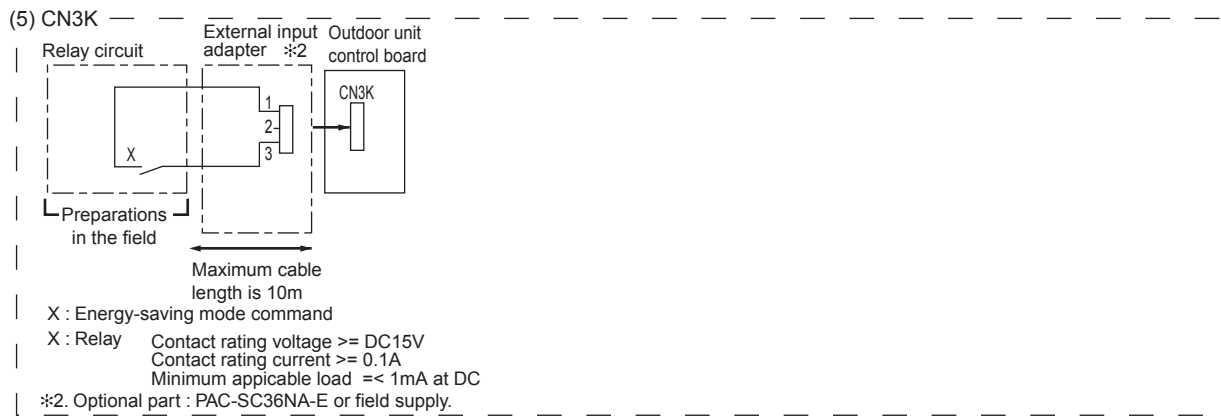 (5) CN3K
External input
adapter ※2
Outdoor unit
control board
Relay circuit
CN3K
1
2
3
X
Preparations
in the field
Maximum cable
length is 10m
X : Energy-saving mode command
X : Relay
Contact rating voltage >= DC15V
Contact rating current >= 0.1A
Minimum appicable load =< 1mA at DC
※2. Optional part : PAC-SC36NA-E or field supply.